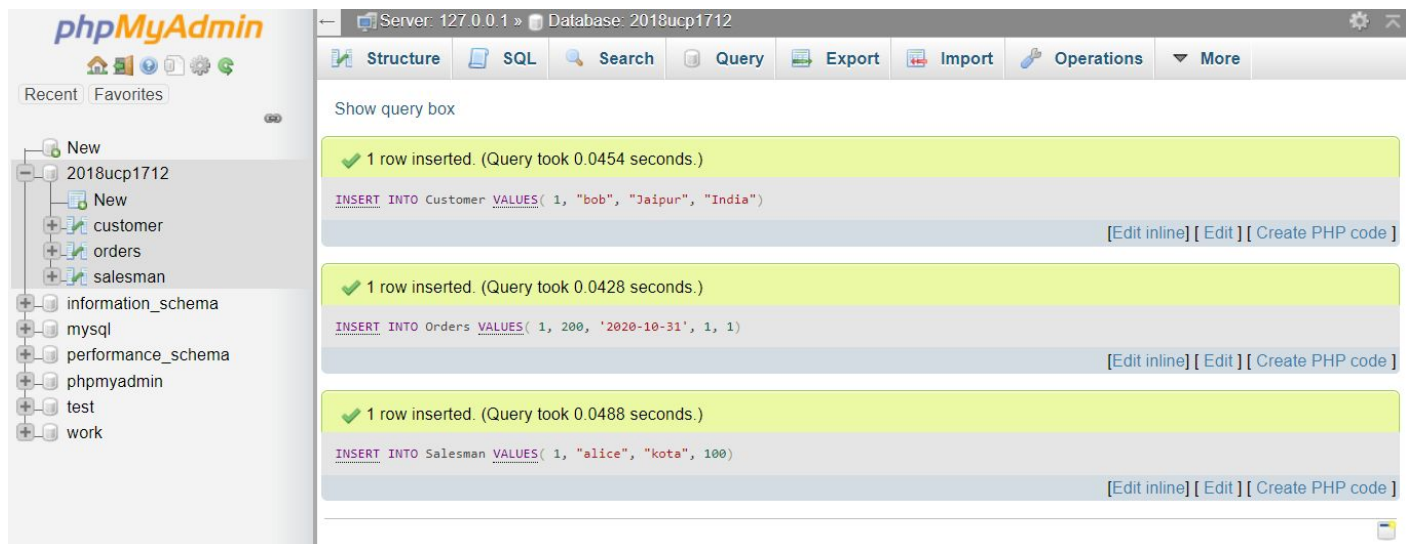 phpMyAdmin
Recent Favorites
New
2018ucp1712
New
customer
orders
salesman
information_schema
mysql
performance_schema
phpmyadmin
test
work
Server: 127.0.0.1 » Database: 2018ucp1712
Structure SQL Search Query Export Import Operations More
Show query box
1 row inserted. (Query took 0.0454 seconds.)
INSERT INTO Customer VALUES( 1, "bob", "Jaipur", "India")
[Edit inline] [ Edit ] [ Create PHP code ]
1 row inserted. (Query took 0.0428 seconds.)
INSERT INTO Orders VALUES( 1, 200, '2020-10-31', 1, 1)
[Edit inline] [ Edit ] [ Create PHP code ]
1 row inserted. (Query took 0.0488 seconds.)
INSERT INTO Salesman VALUES( 1, "alice", "kota", 100)
[Edit inline] [ Edit ] [ Create PHP code ]